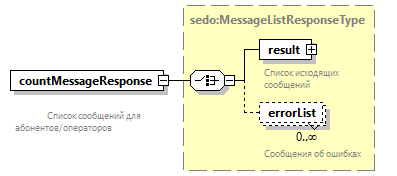 sedo:MessageListResponseType
result
Список исходящих
сообщений
countMessageResponse
Список сообщений для
абонентов/операторов
errorList
0..∞
Сообщения об ошибках